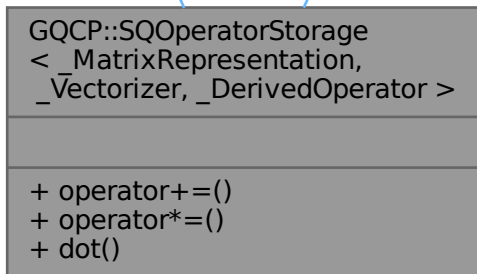 GQCP::SQOperatorStorage
< _MatrixRepresentation,
_Vectorizer, _DerivedOperator >
+ operator+=()
+ operator*=()
+ dot()